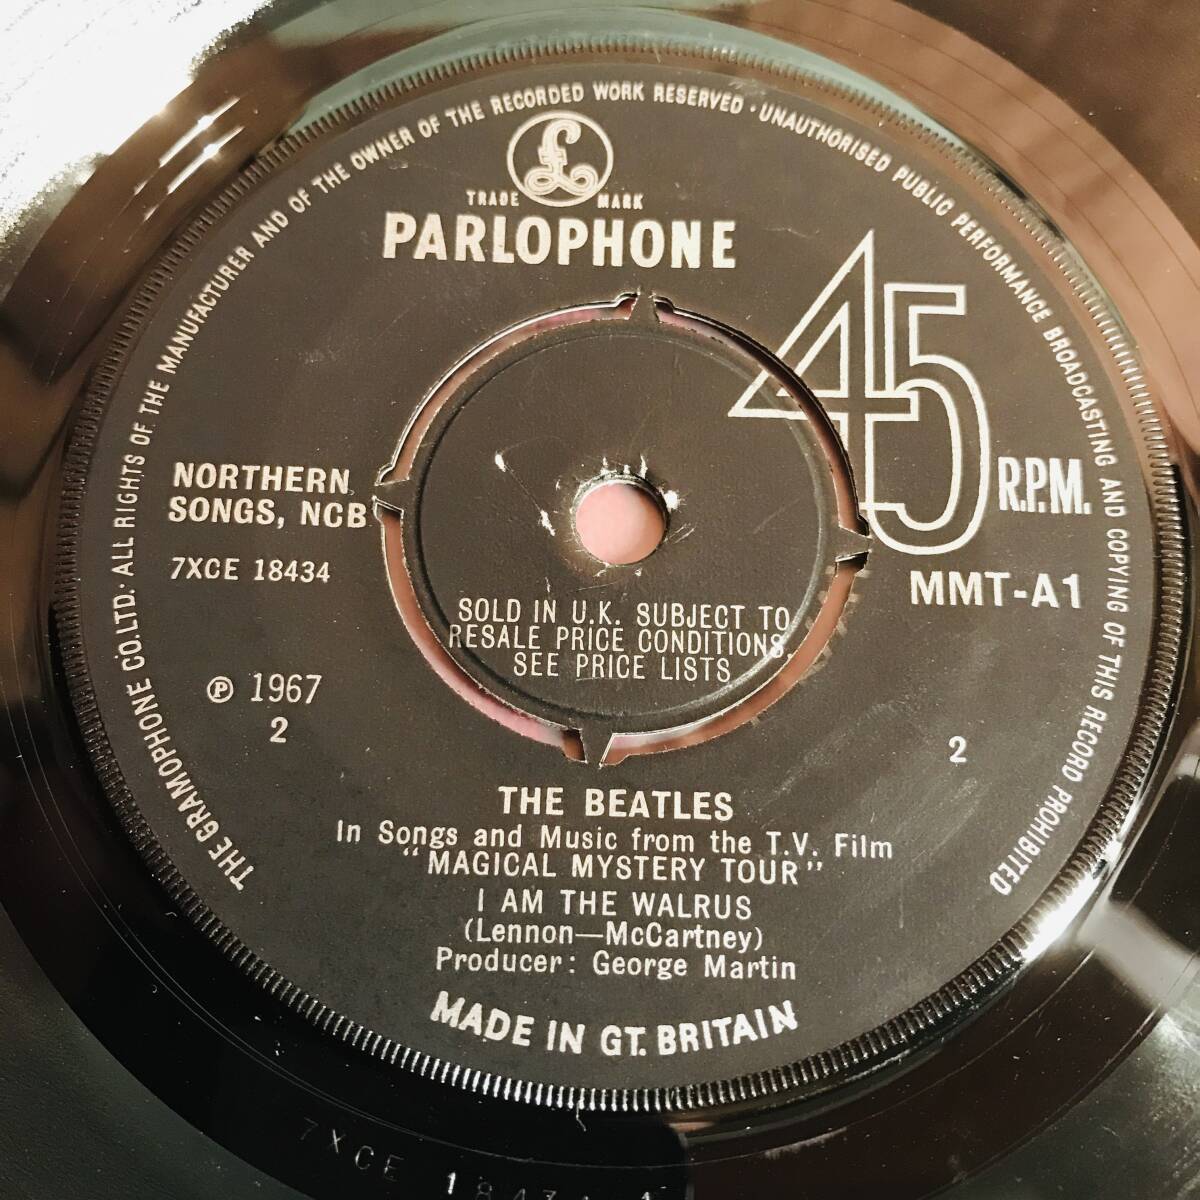 THE GRAMOPHONE CO.LTD. · ALL RIGHTS OF THE MANUFACTURER AND OF THE OWNER OF THE RECORDED WORK RESERVED · UNAUTHORISED PUBLIC PERFORMANCE BROADCASTING AND COPYING OF THIS RECORD PROHIBITED
£
TRADE MARK
PARLOPHONE
45 R.P.M.
NORTHERN
SONGS, NCB
7XCE 18434
MMT-A1
SOLD IN U.K. SUBJECT TO
RESALE PRICE CONDITIONS,
SEE PRICE LISTS
℗ 1967
2
2
THE BEATLES
In Songs and Music from the T.V. Film
"MAGICAL MYSTERY TOUR"
I AM THE WALRUS
(Lennon—McCartney)
Producer: George Martin
MADE IN GT. BRITAIN
7XCE 18434